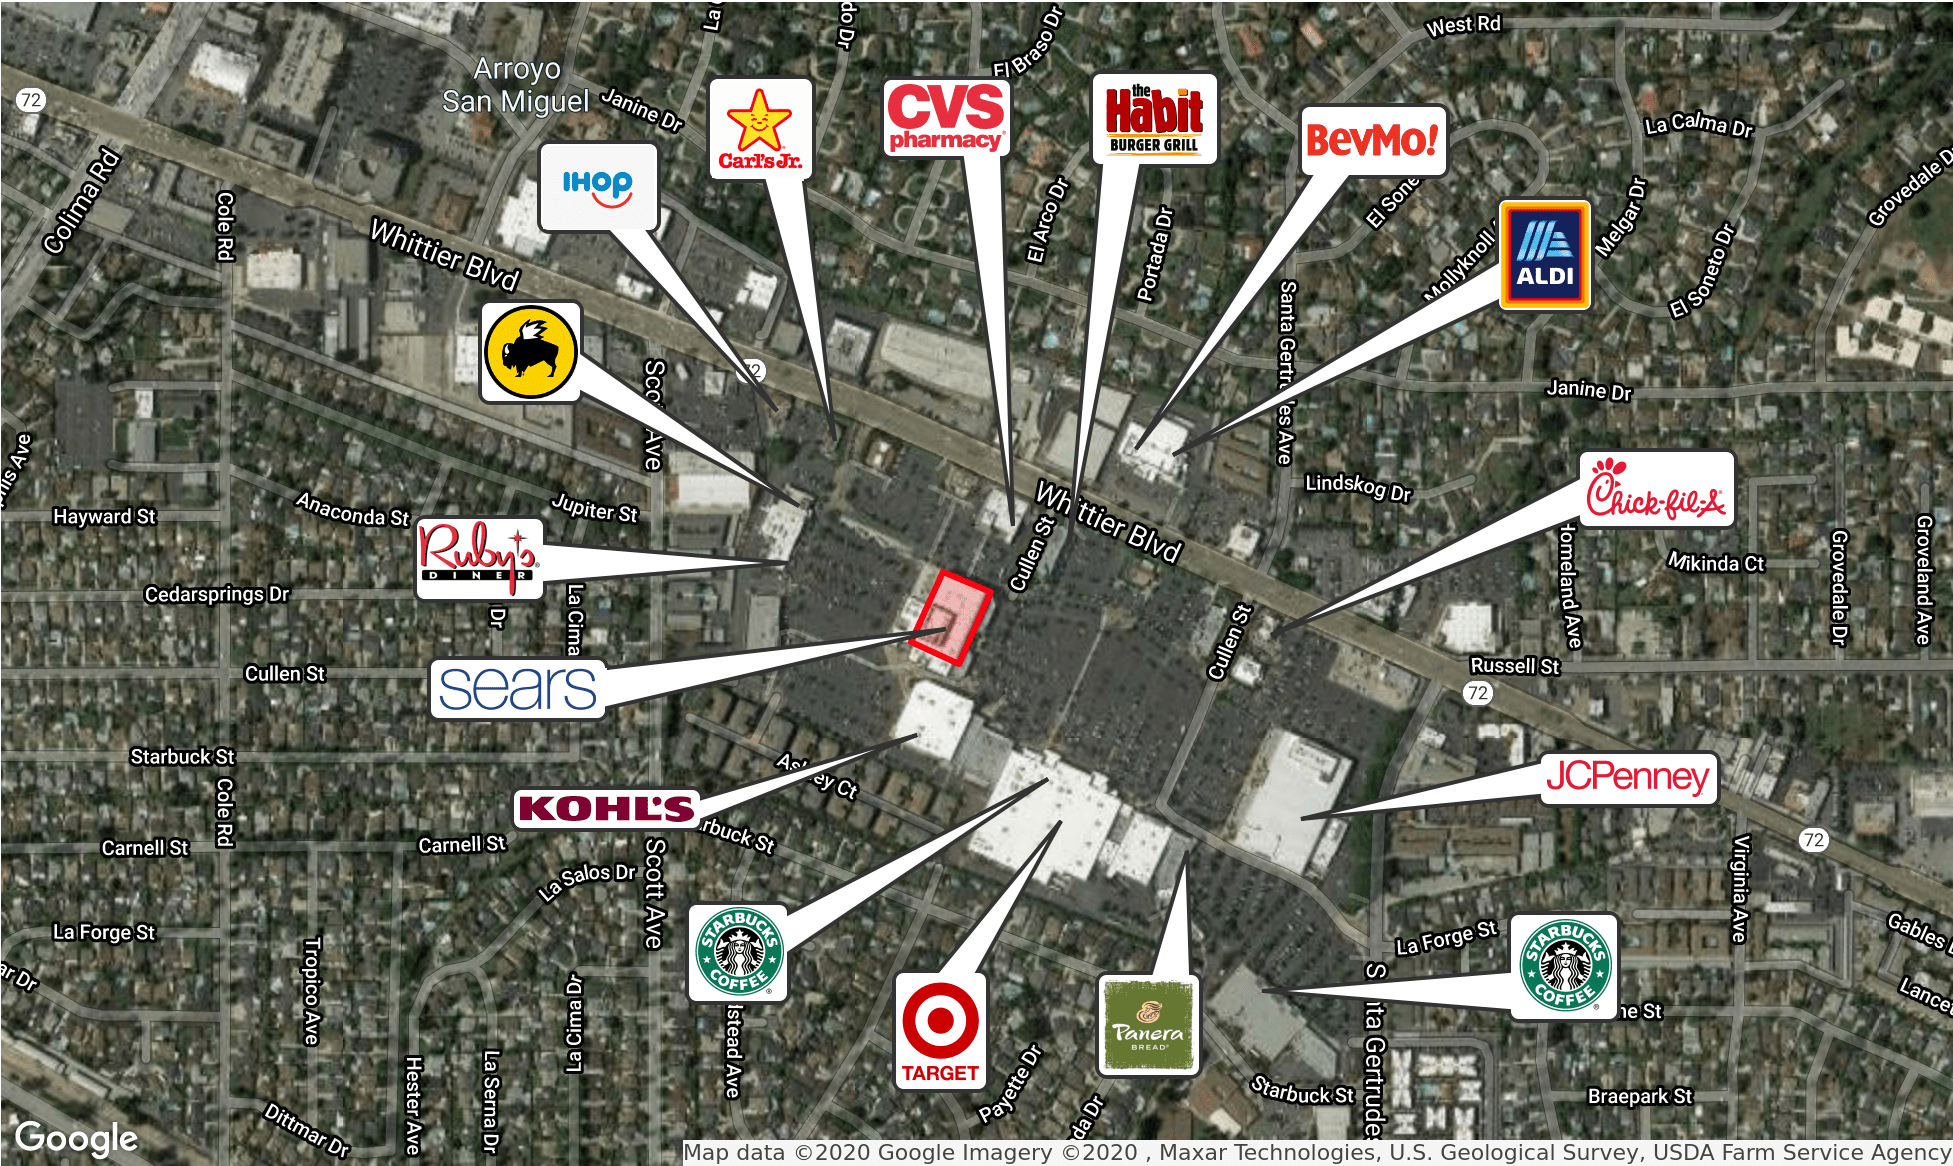 West Rd
El Braso Dr
Arroyo
San Miguel
72
Janine Dr
Carl's Jr.
CVS
pharmacy
the
Habit
BURGER GRILL
BevMo!
La Calma Dr
Colima Rd
Cole Rd
IHOP
El Arco Dr
Portada Dr
Melgar Dr
Grovedale D
ALDI
El Soneto Dr
Whittier Blvd
Santa Gertrudes Ave
Janine Dr
Lindskog Dr
Chick-fil-A
Hayward St
Anaconda St
Jupiter St
Whittier Blvd
Cullen St
Ruby's
DINER
Homeland Ave
Mikinda Ct
Grovedale Dr
Groveland Ave
Cedarsprings Dr
Dr
La Cima
Cullen St
Cullen St
sears
Russell St
72
Starbuck St
Ashley Ct
JCPenney
KOHL'S
Cole Rd
Carnell St
Carnell St
Scott Ave
La Salos Dr
72
Virginia Ave
La Forge St
Tropico Ave
La Cima Dr
STARBUCKS
COFFEE
La Forge St
STARBUCKS
COFFEE
Gables
Lance
TARGET
Panera
BREAD
Hester Ave
La Serna Dr
Payette Dr
Starbuck St
Braepark St
Dittmar Dr
Google
Map data ©2020 Google Imagery ©2020 , Maxar Technologies, U.S. Geological Survey, USDA Farm Service Agency